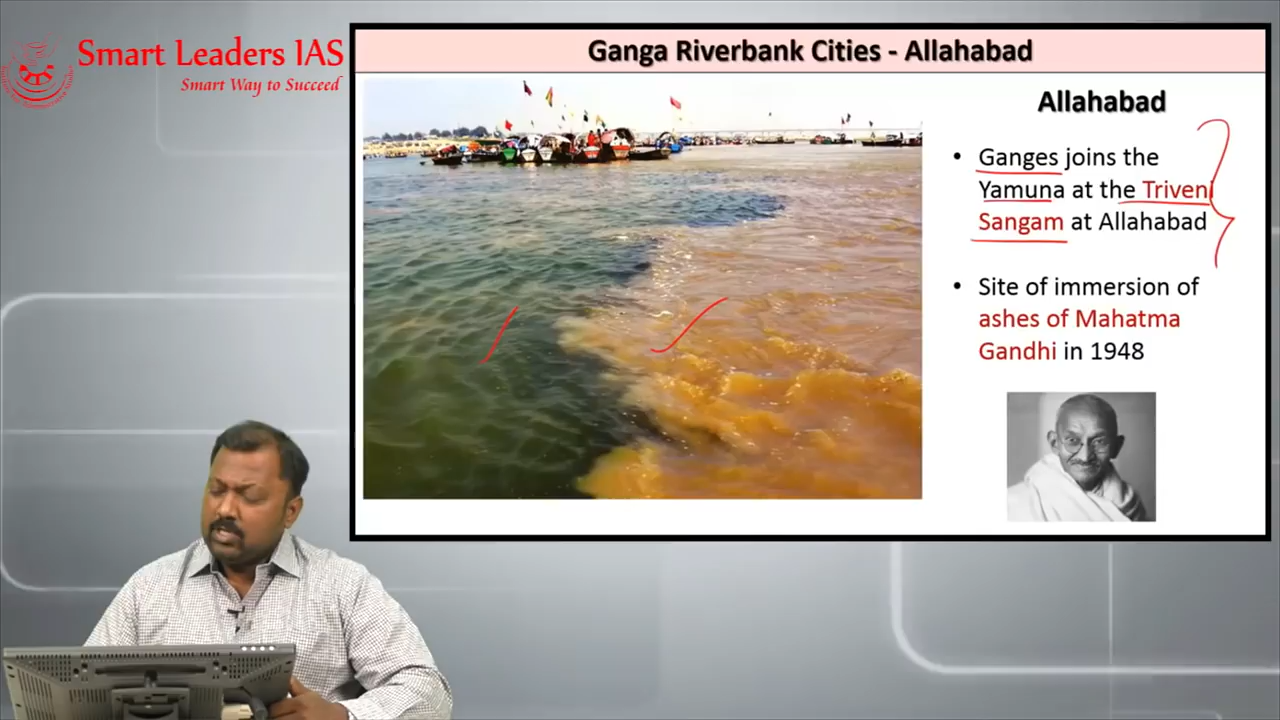 Smart Leaders IAS
Smart Way to Succeed
Ganga Riverbank Cities - Allahabad
Allahabad
• Ganges joins the
Yamuna at the Triveni
Sangam at Allahabad
• Site of immersion of
ashes of Mahatma
Gandhi in 1948